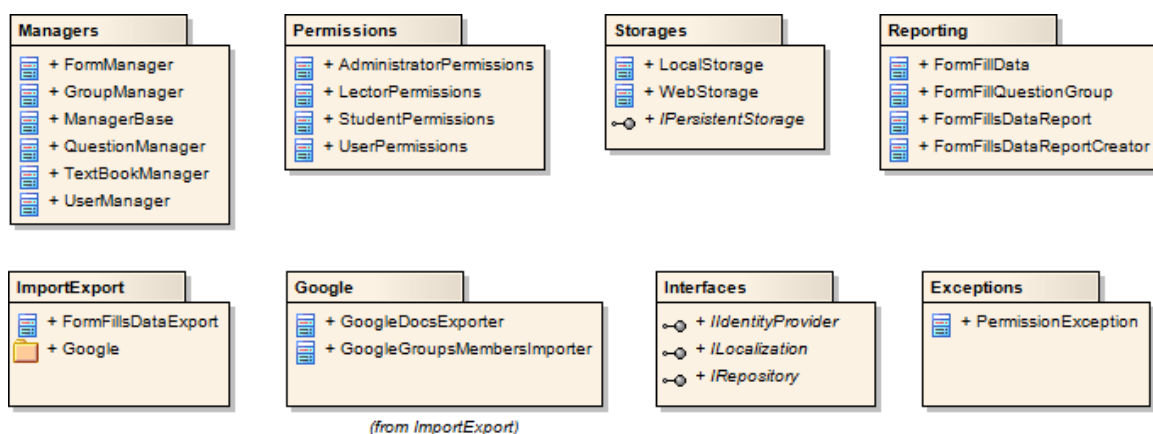 Managers
+ FormManager
+ GroupManager
+ ManagerBase
+ QuestionManager
+ TextBookManager
+ UserManager
Permissions
+ AdministratorPermissions
+ LectorPermissions
+ StudentPermissions
+ UserPermissions
Storages
+ LocalStorage
+ WebStorage
+ IPersistentStorage
Reporting
+ FormFillData
+ FormFillQuestionGroup
+ FormFillsDataReport
+ FormFillsDataReportCreator
ImportExport
+ FormFillsDataExport
+ Google
Google
+ GoogleDocsExporter
+ GoogleGroupsMembersImporter
(from ImportExport)
Interfaces
+ IIdentityProvider
+ ILocalization
+ IRepository
Exceptions
+ PermissionException